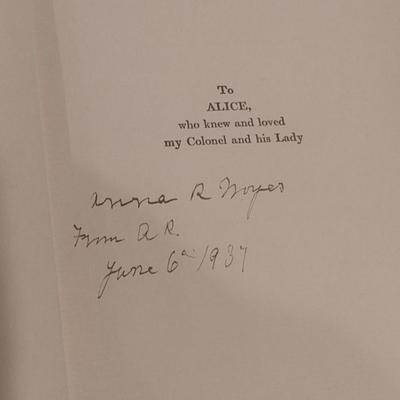 To
ALICE,
who knew and loved
my Colonel and his Lady
Anna R Noyes
From A R.
June 6th 1937